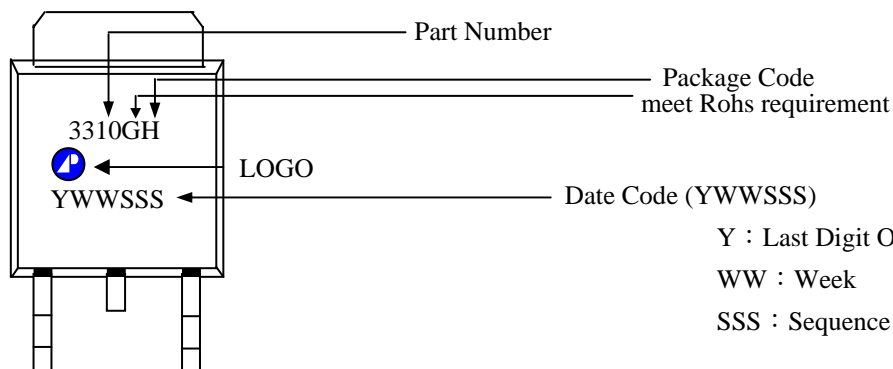 Part Number
Package Code
meet Rohs requirement
3310GH
LOGO
YWWSSS
Date Code (YWWSSS)
Y：Last Digit
WW：Week
SSS：Sequence